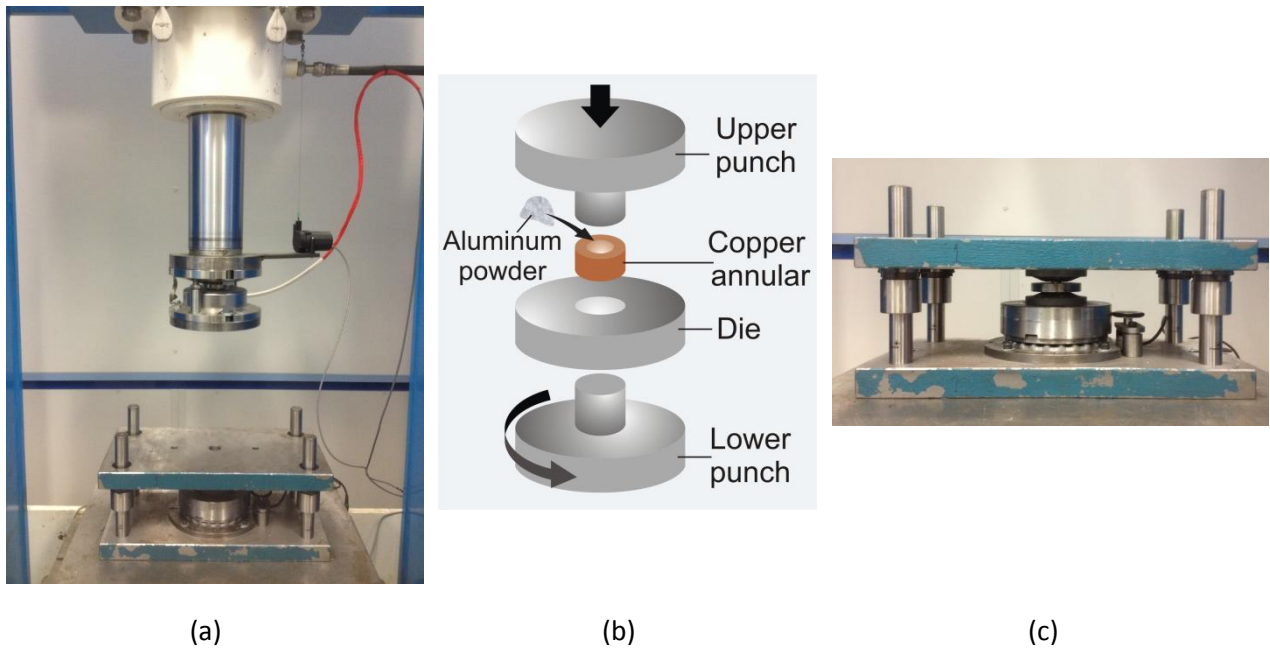 Upper
punch
Aluminum
powder
Copper
annular
Die
Lower
punch
(a)
(b)
(c)